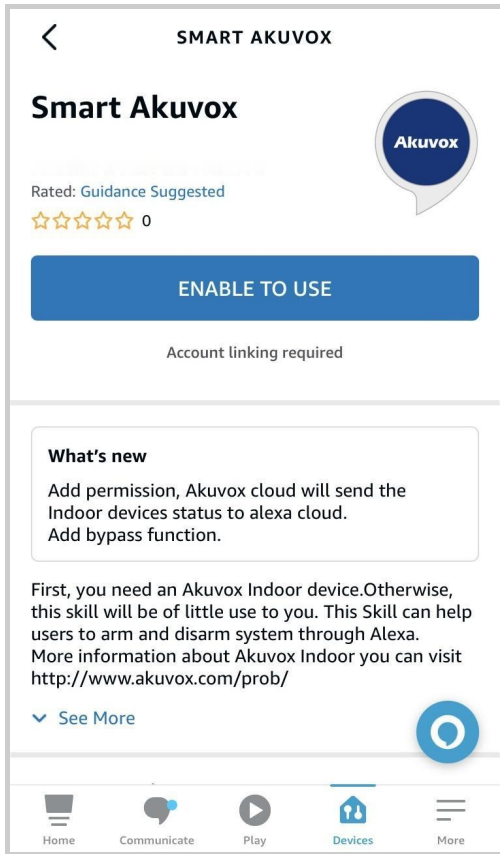 SMART AKUVOX
Smart Akuvox
Akuvox
Rated: Guidance Suggested
0
ENABLE TO USE
Account linking required
What's new
Add permission, Akuvox cloud will send the
Indoor devices status to alexa cloud.
Add bypass function.
First, you need an Akuvox Indoor device.Otherwise,
this skill will be of little use to you. This Skill can help
users to arm and disarm system through Alexa.
More information about Akuvox Indoor you can visit
http://www.akuvox.com/prob/
See More
Home Communicate Play Devices More